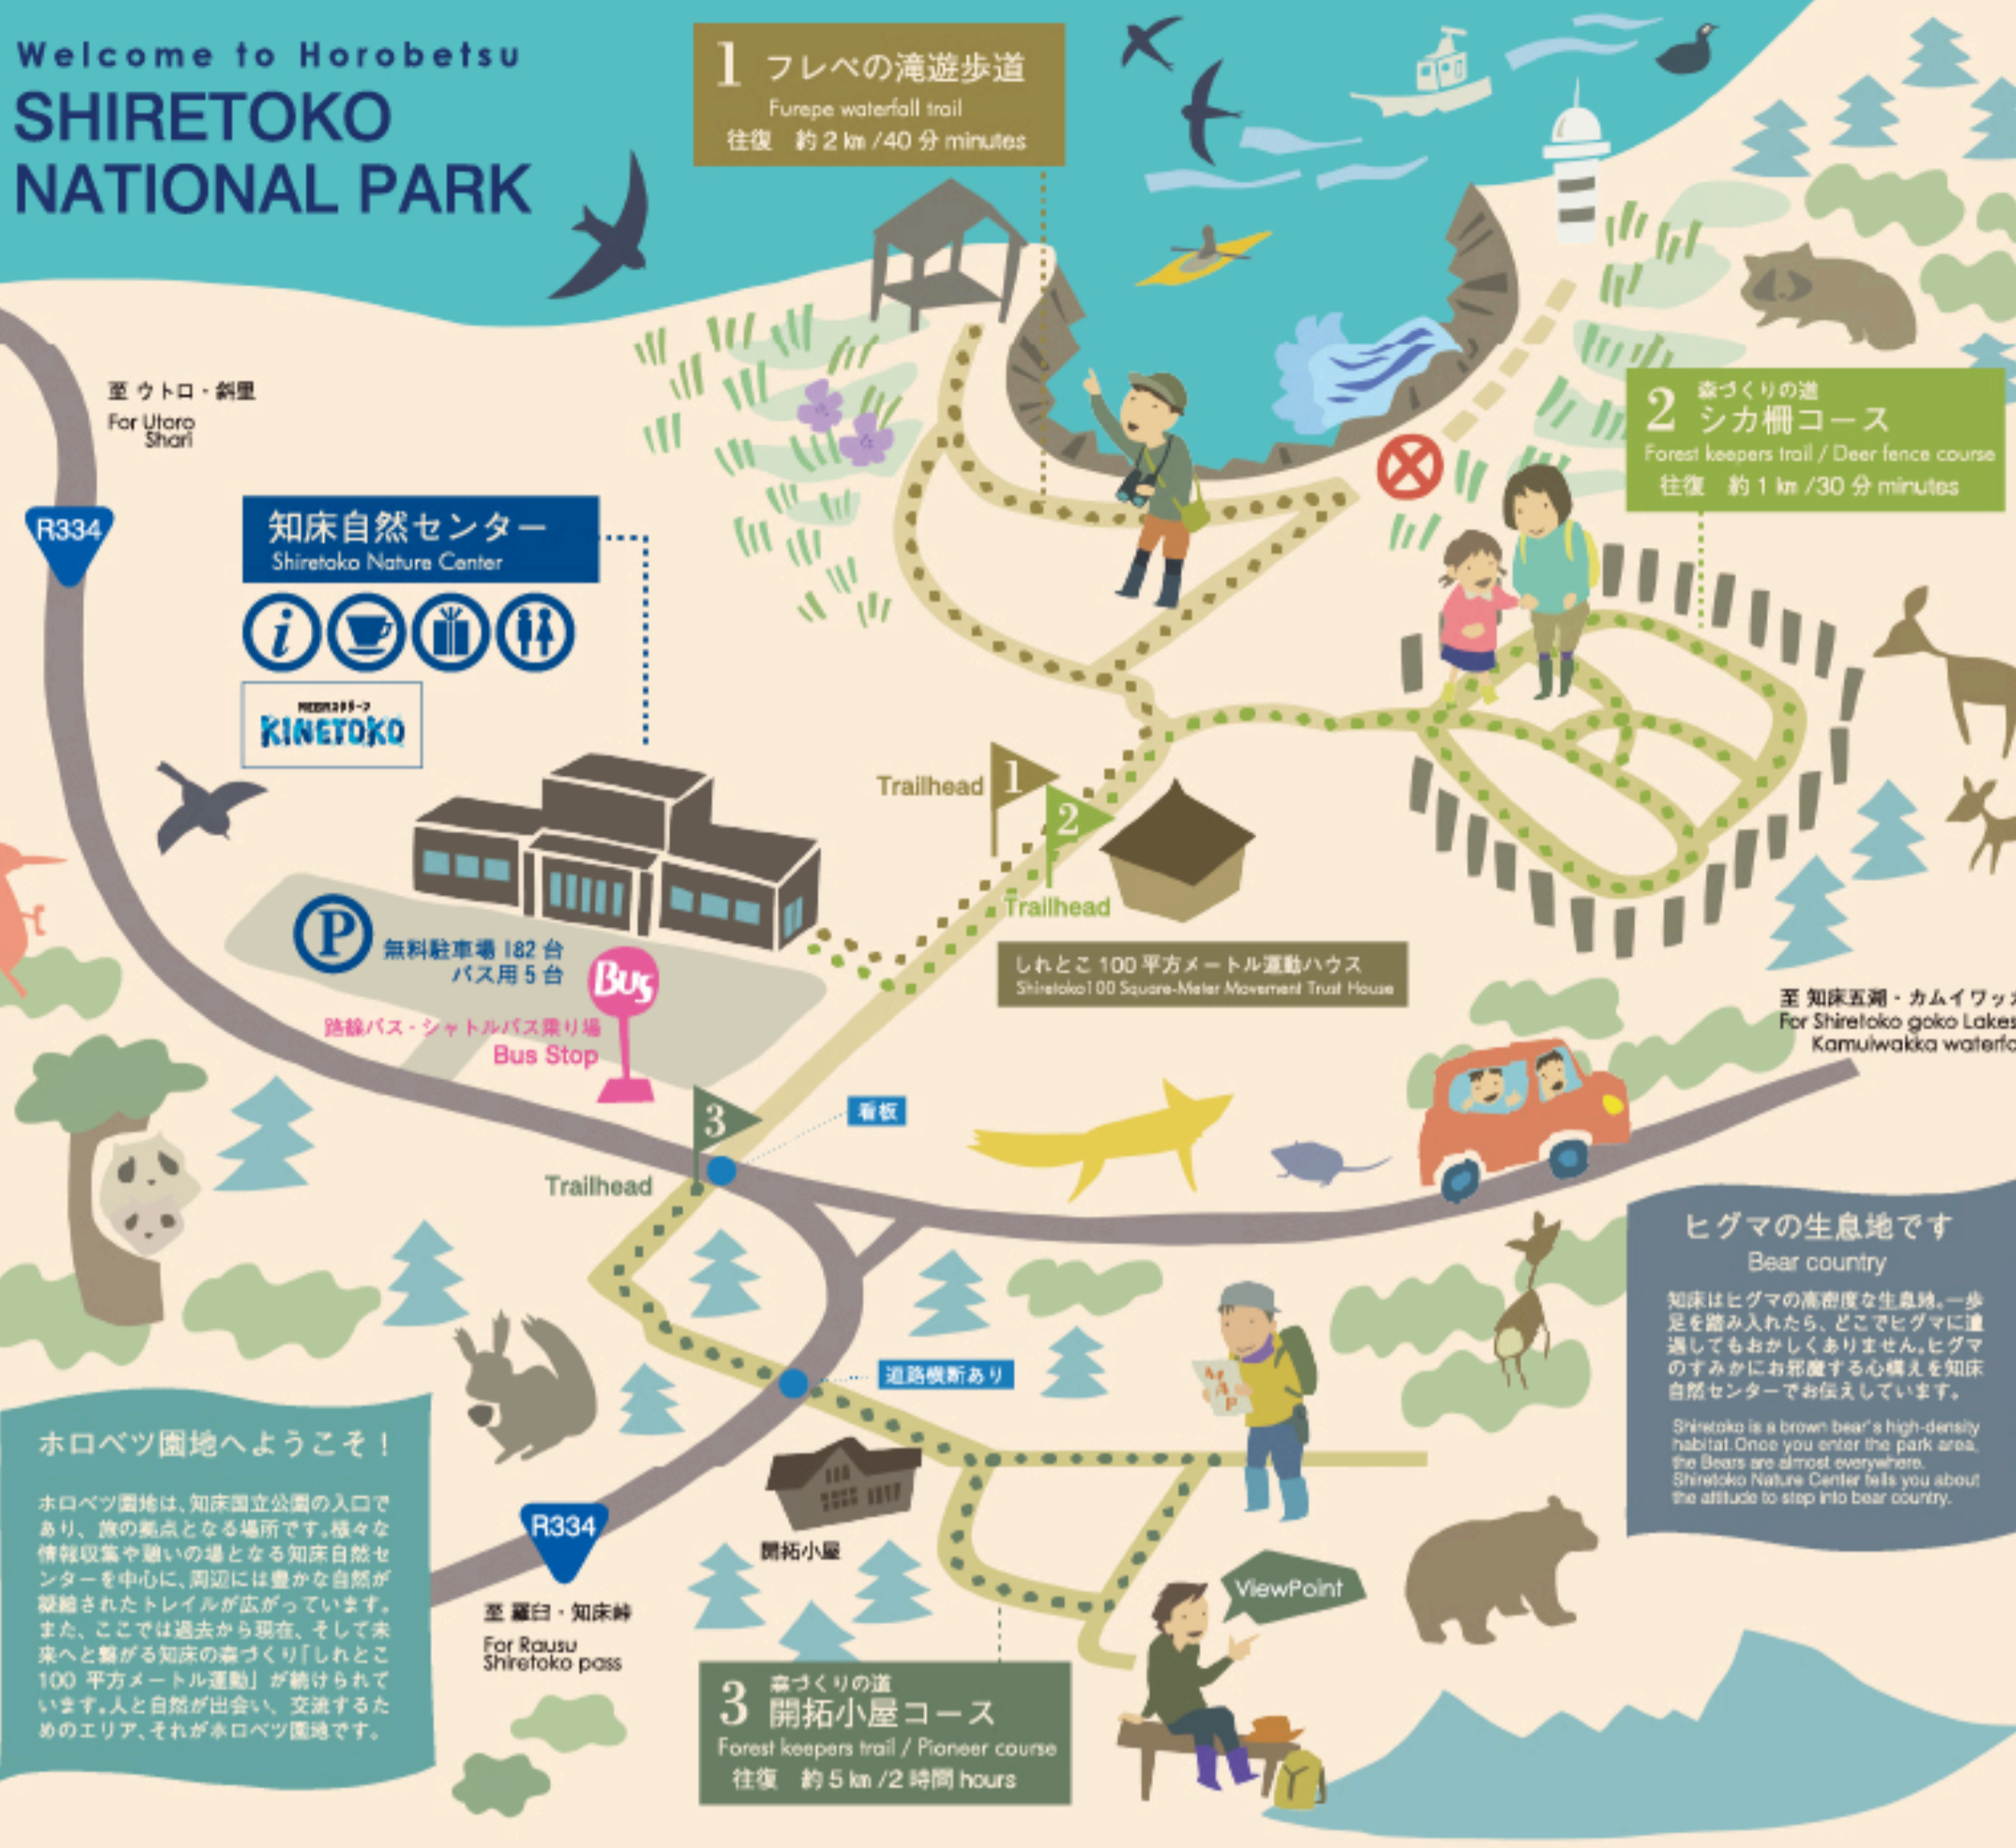 Welcome to Horobetsu
SHIRETOKO
NATIONAL PARK
1 フレペの滝遊歩道
Furepe waterfall trail
往復 約2km /40分 minutes
至 ウトロ・斜里
For Utoro
Shari
R334
知床自然センター
Shiretoko Nature Center
i
KINETOKO
2 森づくりの道
シカ柵コース
Forest keepers trail / Deer fence course
往復 約1km /30分 minutes
Trailhead
1
2
Trailhead
P
無料駐車場 182 台
バス用 5 台
Bus
路線バス・シャトルバス乗り場
Bus Stop
しれとこ 100 平方メートル運動ハウス
Shiretoko100 Square-Meter Movement Trust House
至 知床五湖・カムイワッカ
For Shiretoko goko Lakes
Kamuiwakka
3
看板
Trailhead
道路横断あり
MAP
ヒグマの生息地です
Bear country
知床はヒグマの高密度な生息地。一歩
足を踏み入れたら、どこでヒグマに遭
遇してもおかしくありません。ヒグマ
のすみかにお邪魔する心構えを知床
自然センターでお伝えしています。
Shiretoko is a brown bear's high-density
habitat. Once you enter the park area,
the Bears are almost everywhere.
Shiretoko Nature Center tells you about
the attitude to step into bear country.
ホロベツ園地へようこそ!
ホロベツ園地は、知床国立公園の入口で
あり、旅の拠点となる場所です。様々な
情報収集や憩いの場となる知床自然セ
ンターを中心に、周辺には豊かな自然が
凝縮されたトレイルが広がっています。
また、ここでは過去から現在、そして未
来へと繋がる知床の森づくり「しれとこ
100 平方メートル運動」が続けられて
います。人と自然が出会い、交流するた
めのエリア、それがホロベツ園地です。
R334
至 羅臼・知床峠
For Rausu
Shiretoko pass
開拓小屋
ViewPoint
3 森づくりの道
開拓小屋コース
Forest keepers trail / Pioneer course
往復 約5km /2時間 hours